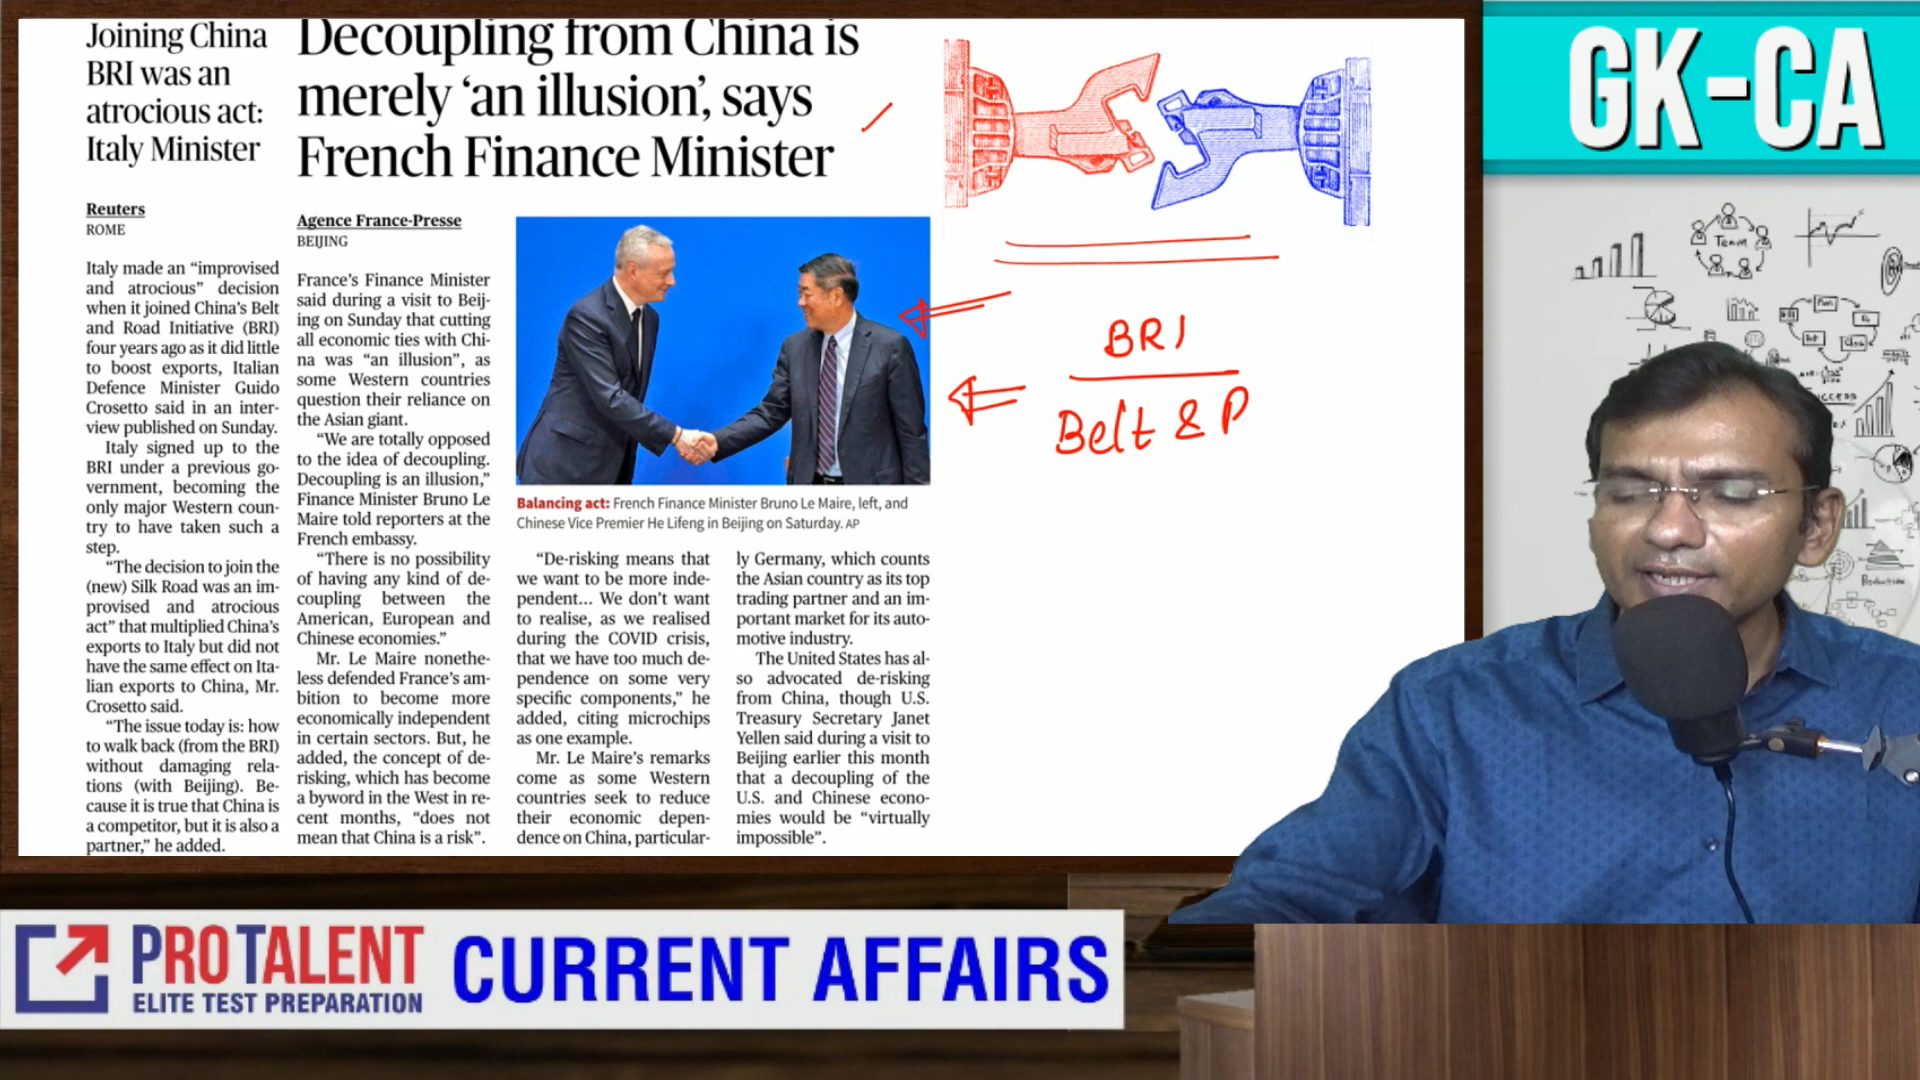 Joining China
BRI was an
atrocious act:
Italy Minister
Reuters
ROME
Italy made an “improvised
and atrocious” decision
when it joined China’s Belt
and Road Initiative (BRI)
four years ago as it did little
to boost exports, Italian
Defence Minister Guido
Crosetto said in an inter-
view published on Sunday.
Italy signed up to the
BRI under a previous go-
vernment, becoming the
only major Western coun-
try to have taken such a
step.
“The decision to join the
(new) Silk Road was an im-
provised and atrocious
act” that multiplied China’s
exports to Italy but did not
have the same effect on Ita-
lian exports to China, Mr.
Crosetto said.
“The issue today is: how
to walk back (from the BRI)
without damaging rela-
tions (with Beijing). Be-
cause it is true that China is
a competitor, but it is also a
partner,” he added.
Decoupling from China is
merely ‘an illusion’, says
French Finance Minister
Agence France-Presse
BEIJING
France’s Finance Minister
said during a visit to Beij-
ing on Sunday that cutting
all economic ties with Chi-
na was “an illusion”, as
some Western countries
question their reliance on
the Asian giant.
“We are totally opposed
to the idea of decoupling.
Decoupling is an illusion,”
Finance Minister Bruno Le
Maire told reporters at the
French embassy.
“There is no possibility
of having any kind of de-
coupling between the
American, European and
Chinese economies.”
Mr. Le Maire nonethe-
less defended France’s am-
bition to become more
economically independent
in certain sectors. But, he
added, the concept of de-
risking, which has become
a byword in the West in re-
cent months, “does not
mean that China is a risk”.
Balancing act: French Finance Minister Bruno Le Maire, left, and
Chinese Vice Premier He Lifeng in Beijing on Saturday. AP
“De-risking means that
we want to be more inde-
pendent... We don’t want
to realise, as we realised
during the COVID crisis,
that we have too much de-
pendence on some very
specific components,” he
added, citing microchips
as one example.
Mr. Le Maire’s remarks
come as some Western
countries seek to reduce
their economic depen-
dence on China, particular-
ly Germany, which counts
the Asian country as its top
trading partner and an im-
portant market for its auto-
motive industry.
The United States has al-
so advocated de-risking
from China, though U.S.
Treasury Secretary Janet
Yellen said during a visit to
Beijing earlier this month
that a decoupling of the
U.S. and Chinese econo-
mies would be “virtually
impossible”.
BRI
Belt & P
GK-CA
Team
PROTALENT
ELITE TEST PREPARATION
CURRENT AFFAIRS